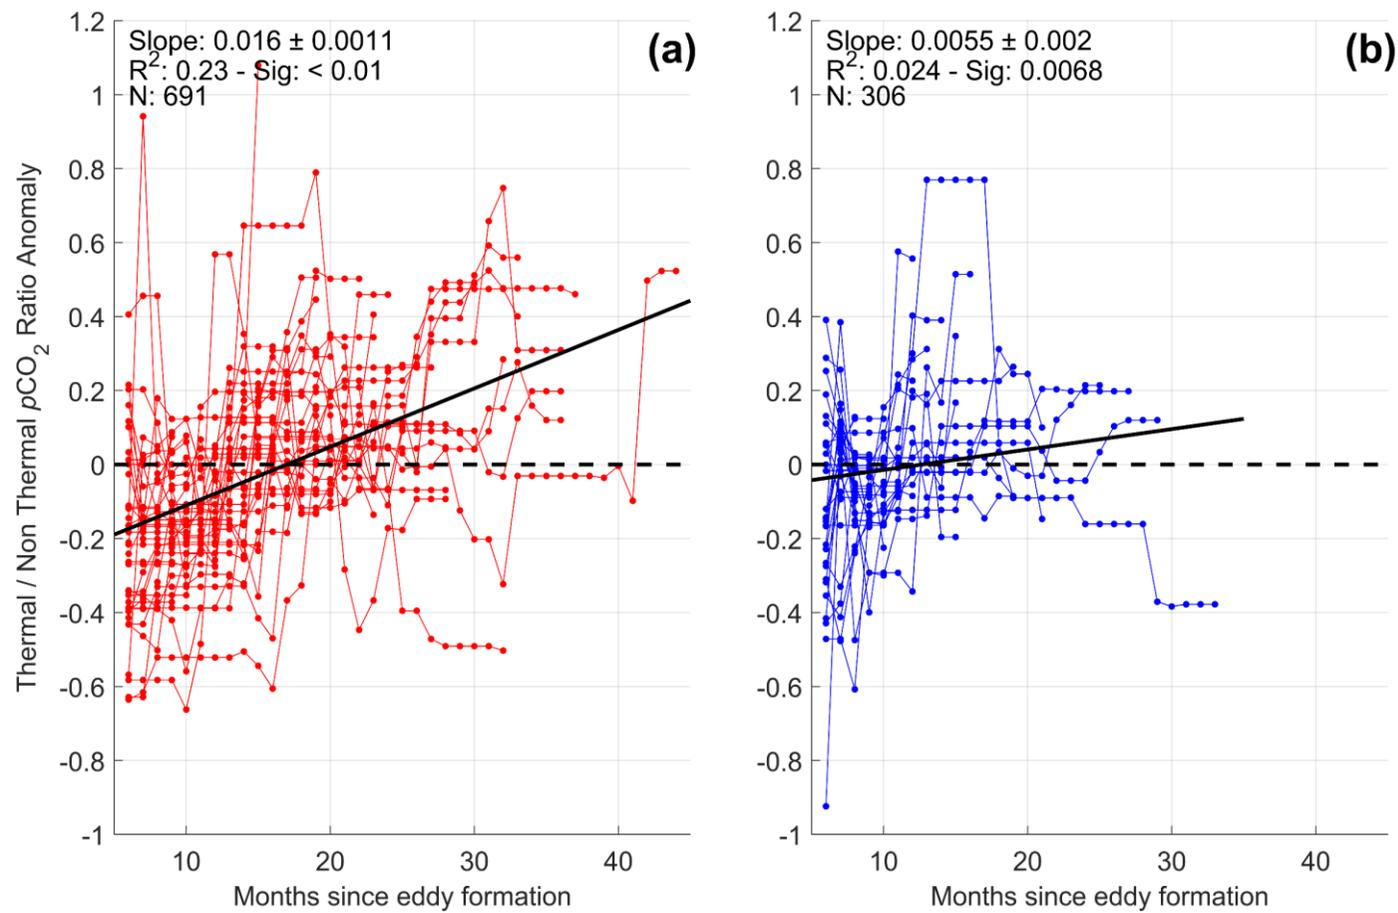 Slope: 0.016 ± 0.0011
R2: 0.23 - Sig: < 0.01
N: 691
(a)
1.2
1
0.8
0.6
0.4
0.2
0
-0.2
-0.4
-0.6
-0.8
-1
Thermal / Non Thermal pCO2 Ratio Anomaly
10 20 30 40
Months since eddy formation
Slope: 0.0055 ± 0.002
R2: 0.024 - Sig: 0.0068
N: 306
(b)
1.2
1
0.8
0.6
0.4
0.2
0
-0.2
-0.4
-0.6
-0.8
-1
10 20 30 40
Months since eddy formation